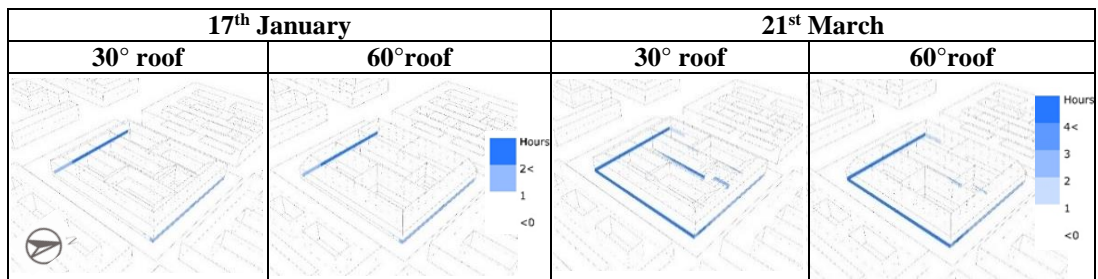 17th January
21st March
30° roof
60°roof
30° roof
60°roof
Hours
2<
1
<0
Hours
4<
3
2
1
<0